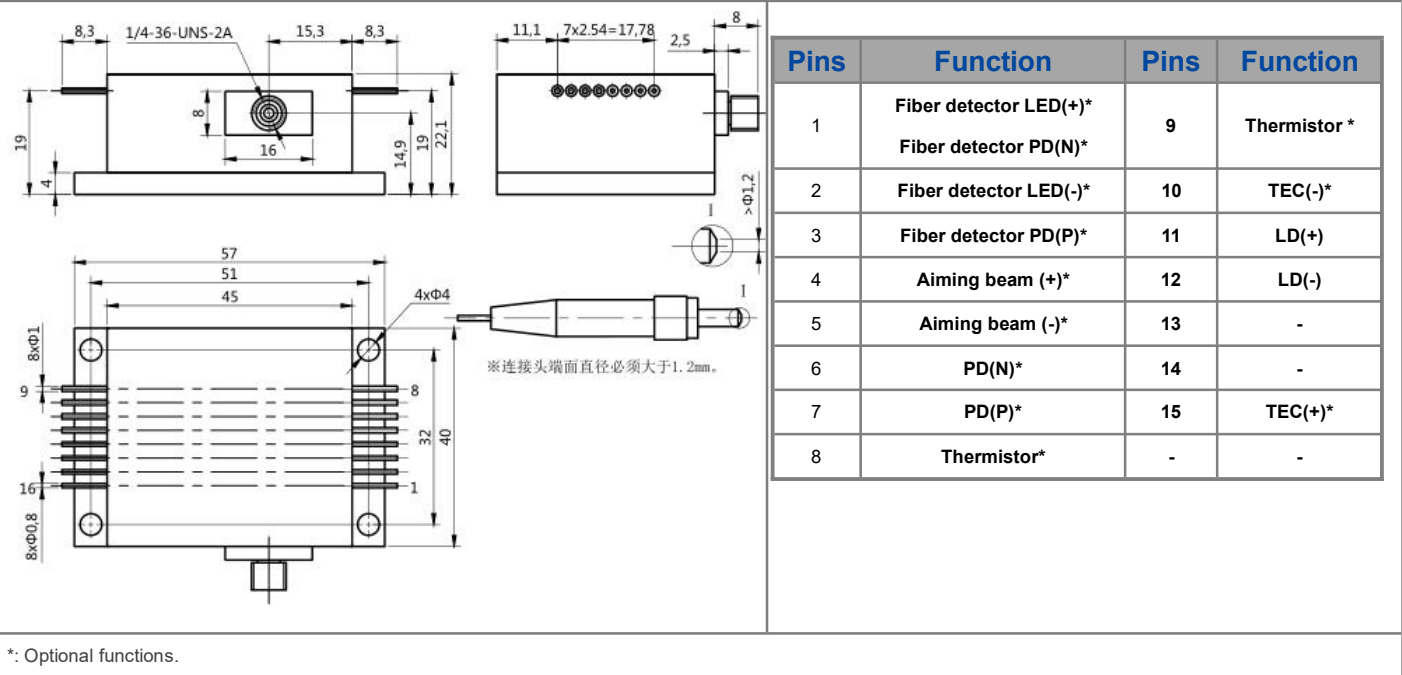 8,3
1/4-36-UNS-2A
15,3
8,3
19
4
8
16
14,9
19
22,1
11,1
7x2.54=17,78
2,5
8
I
>Φ1,2
57
51
45
4xΦ4
8xΦ1
9
8
16
1
8xΦ0,8
32
40
I
※连接头端面直径必须大于1.2mm。
Pins Function Pins Function
1 Fiber detector LED(+)* 9 Thermistor *
Fiber detector PD(N)*
2 Fiber detector LED(-)* 10 TEC(-)*
3 Fiber detector PD(P)* 11 LD(+)
4 Aiming beam (+)* 12 LD(-)
5 Aiming beam (-)* 13 -
6 PD(N)* 14 -
7 PD(P)* 15 TEC(+)*
8 Thermistor* - -
*: Optional functions.